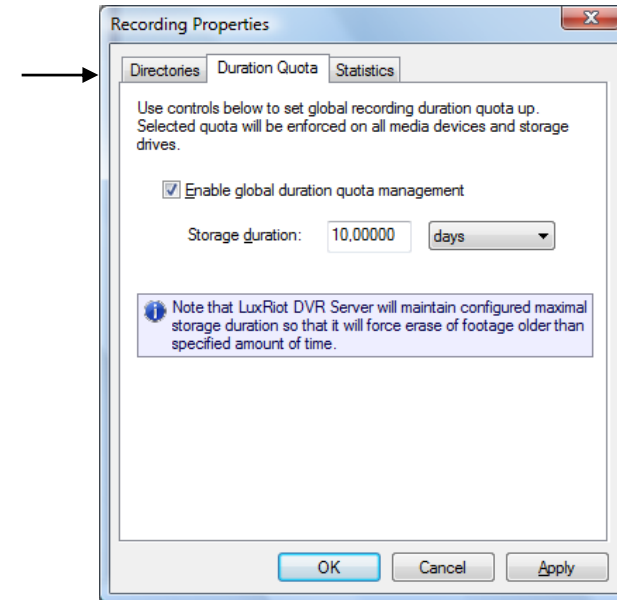 Recording Properties
Directories Duration Quota Statistics
Use controls below to set global recording duration quota up.
Selected quota will be enforced on all media devices and storage
drives.
Enable global duration quota management
Storage duration: 10,00000 days
Note that LuxRiot DVR Server will maintain configured maximal
storage duration so that it will force erase of footage older than
specified amount of time.
OK Cancel Apply